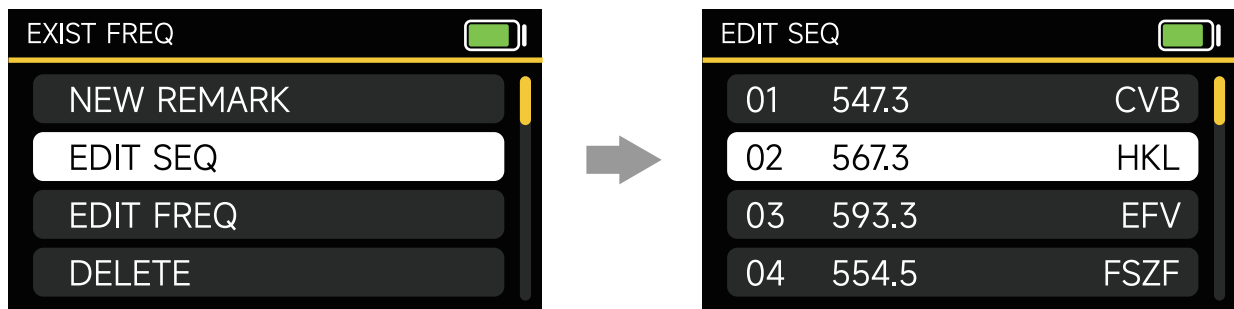 EXIST FREQ
NEW REMARK
EDIT SEQ
EDIT FREQ
DELETE
EDIT SEQ
01 547.3 CVB
02 567.3 HKL
03 593.3 EFV
04 554.5 FSZF